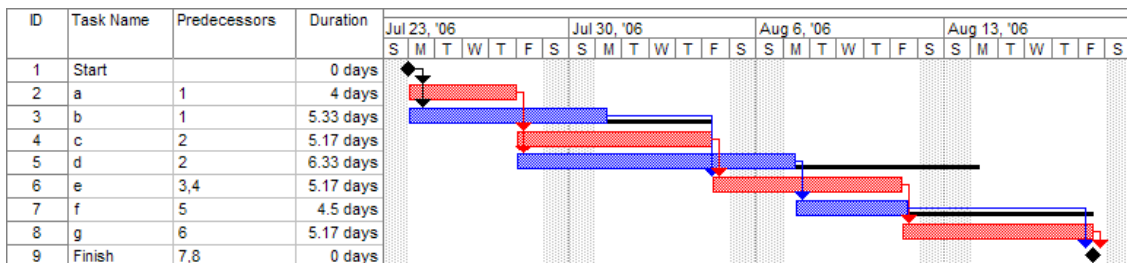 ID Task Name Predecessors Duration Jul 23, '06 Jul 30, '06 Aug 6, '06 Aug 13, '06
S M T W T F S S M T W T F S S M T W T F S S M T W T F S
1 Start 0 days
2 a 1 4 days
3 b 1 5.33 days
4 c 2 5.17 days
5 d 2 6.33 days
6 e 3,4 5.17 days
7 f 5 4.5 days
8 g 6 5.17 days
9 Finish 7,8 0 days